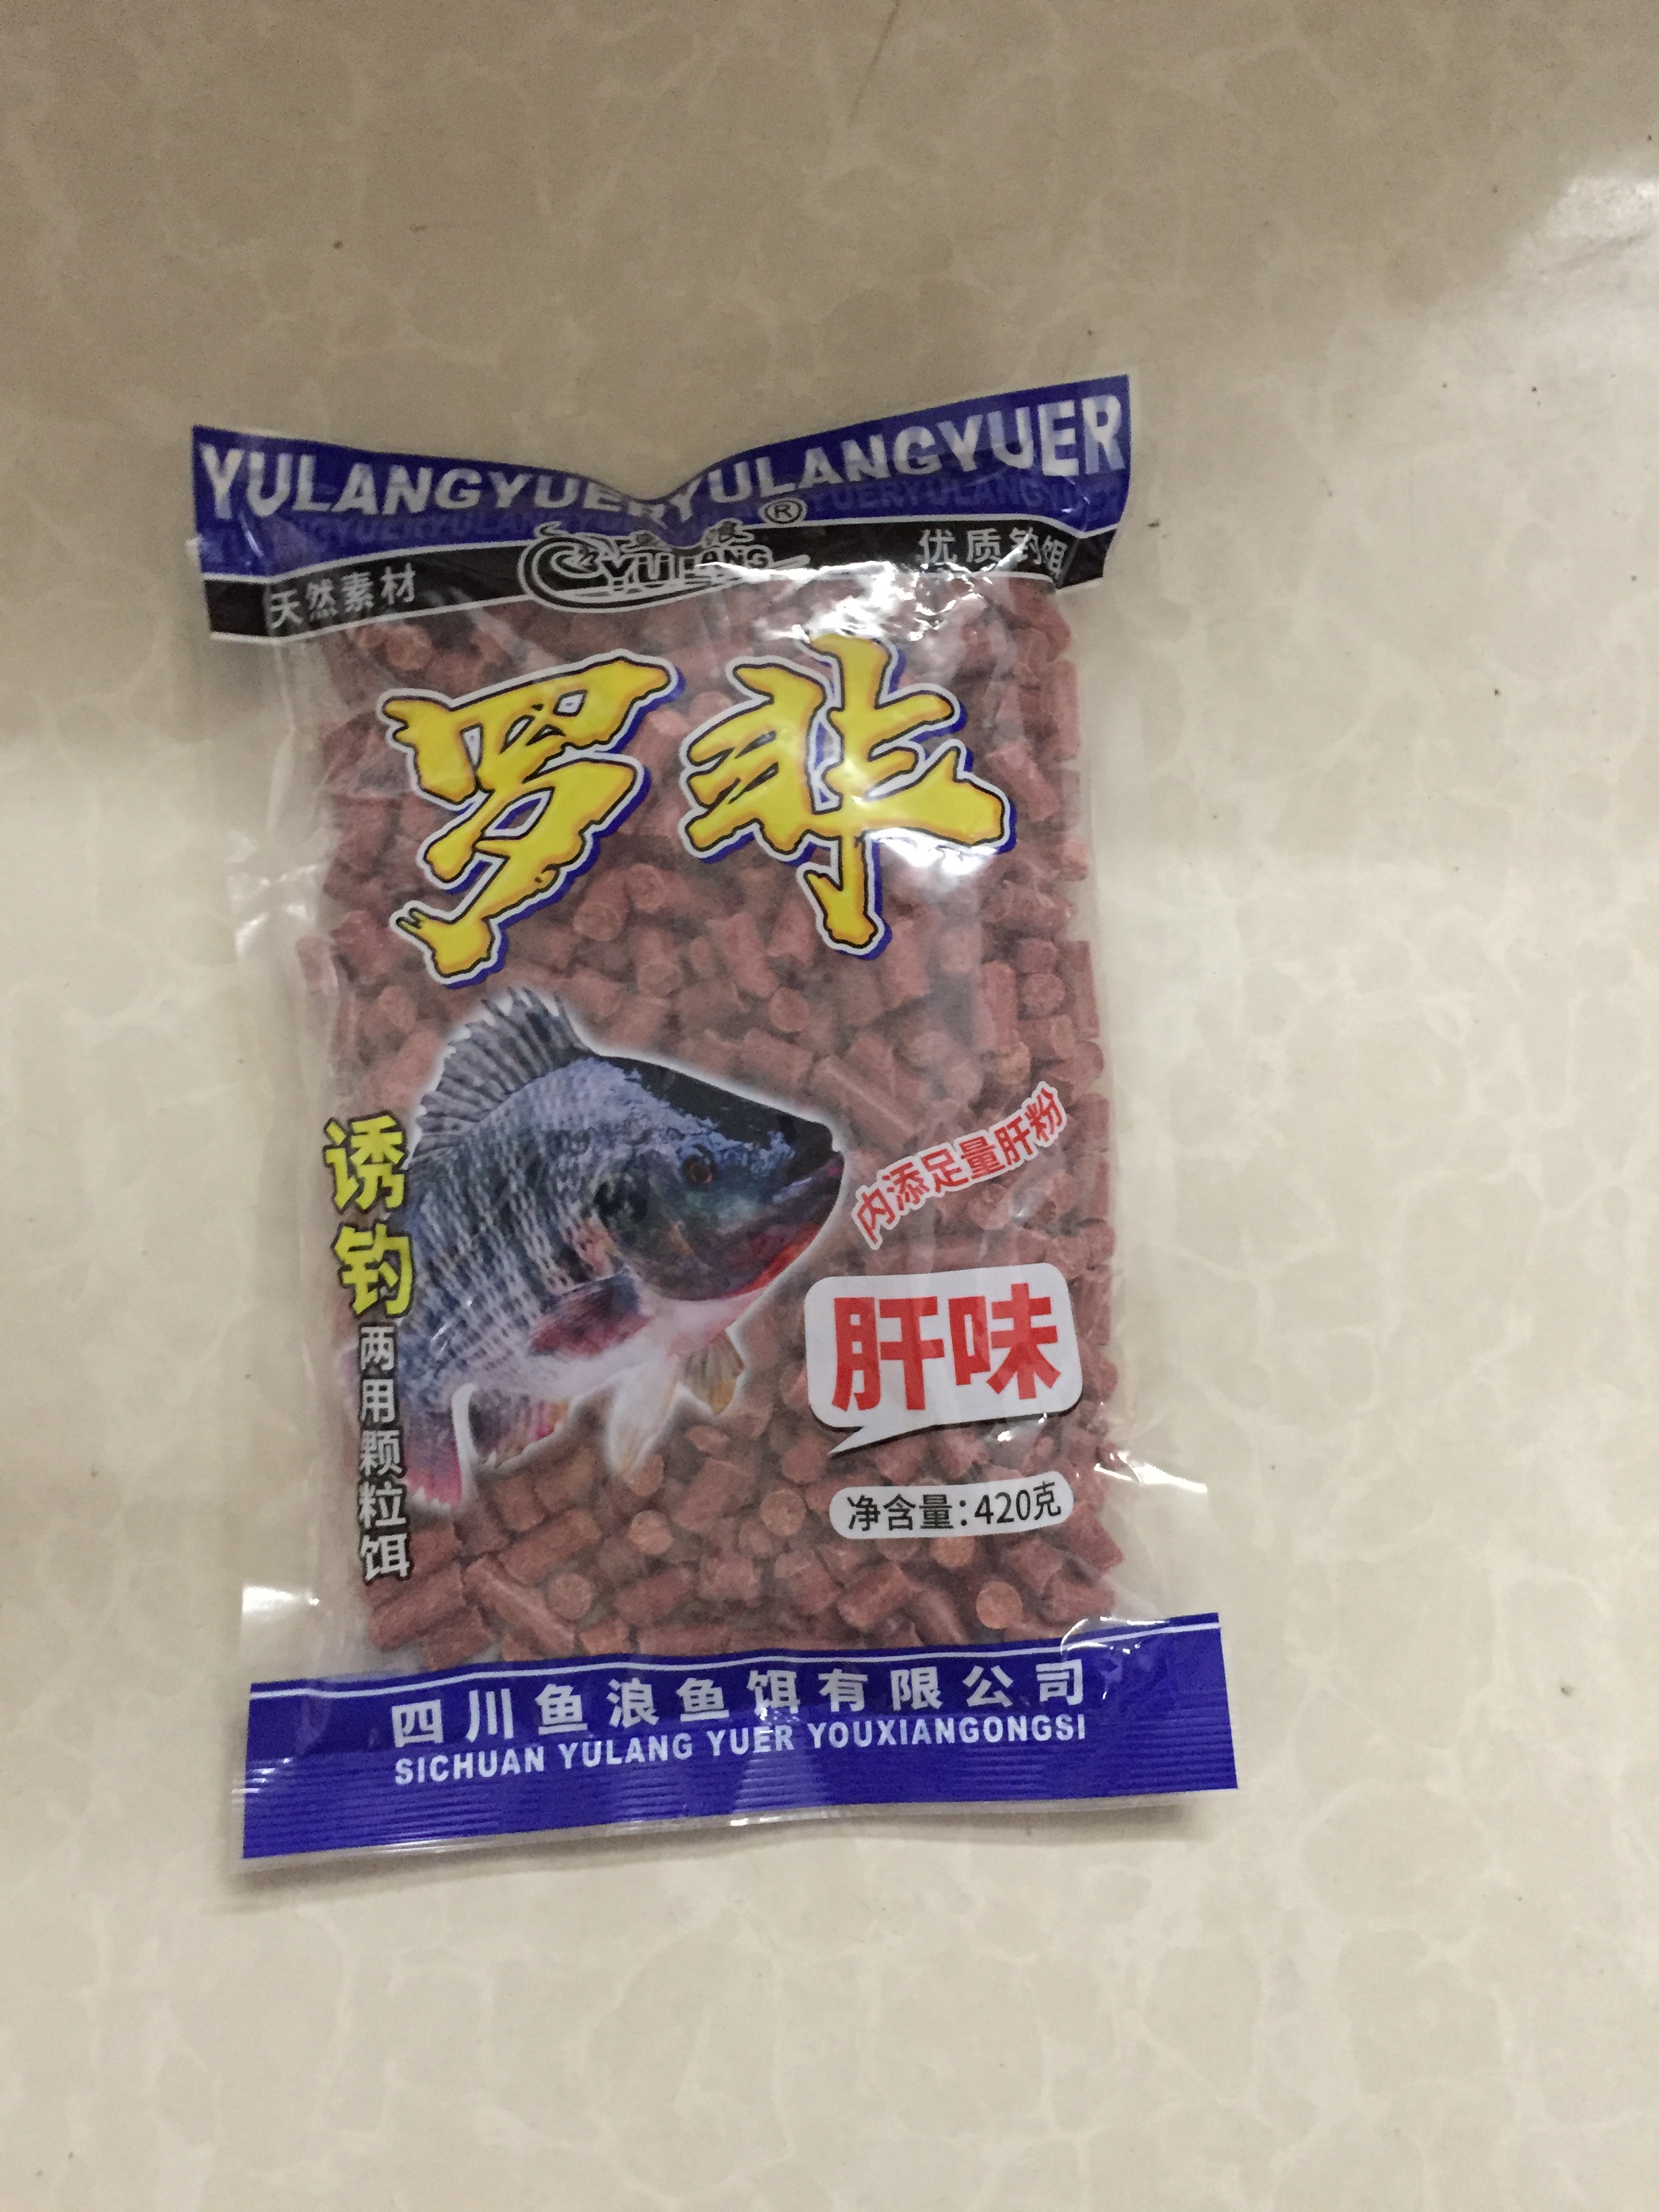 YULANGYUERYULANGYUER
天然素材
鱼浪
®
YULANG
优质钓饵
罗非
诱钓
两用颗粒饵
内添足量肝粉
肝味
净含量:420克
四川鱼浪鱼饵有限公司
SICHUAN YULANG YUER YOUXIANGONGSI